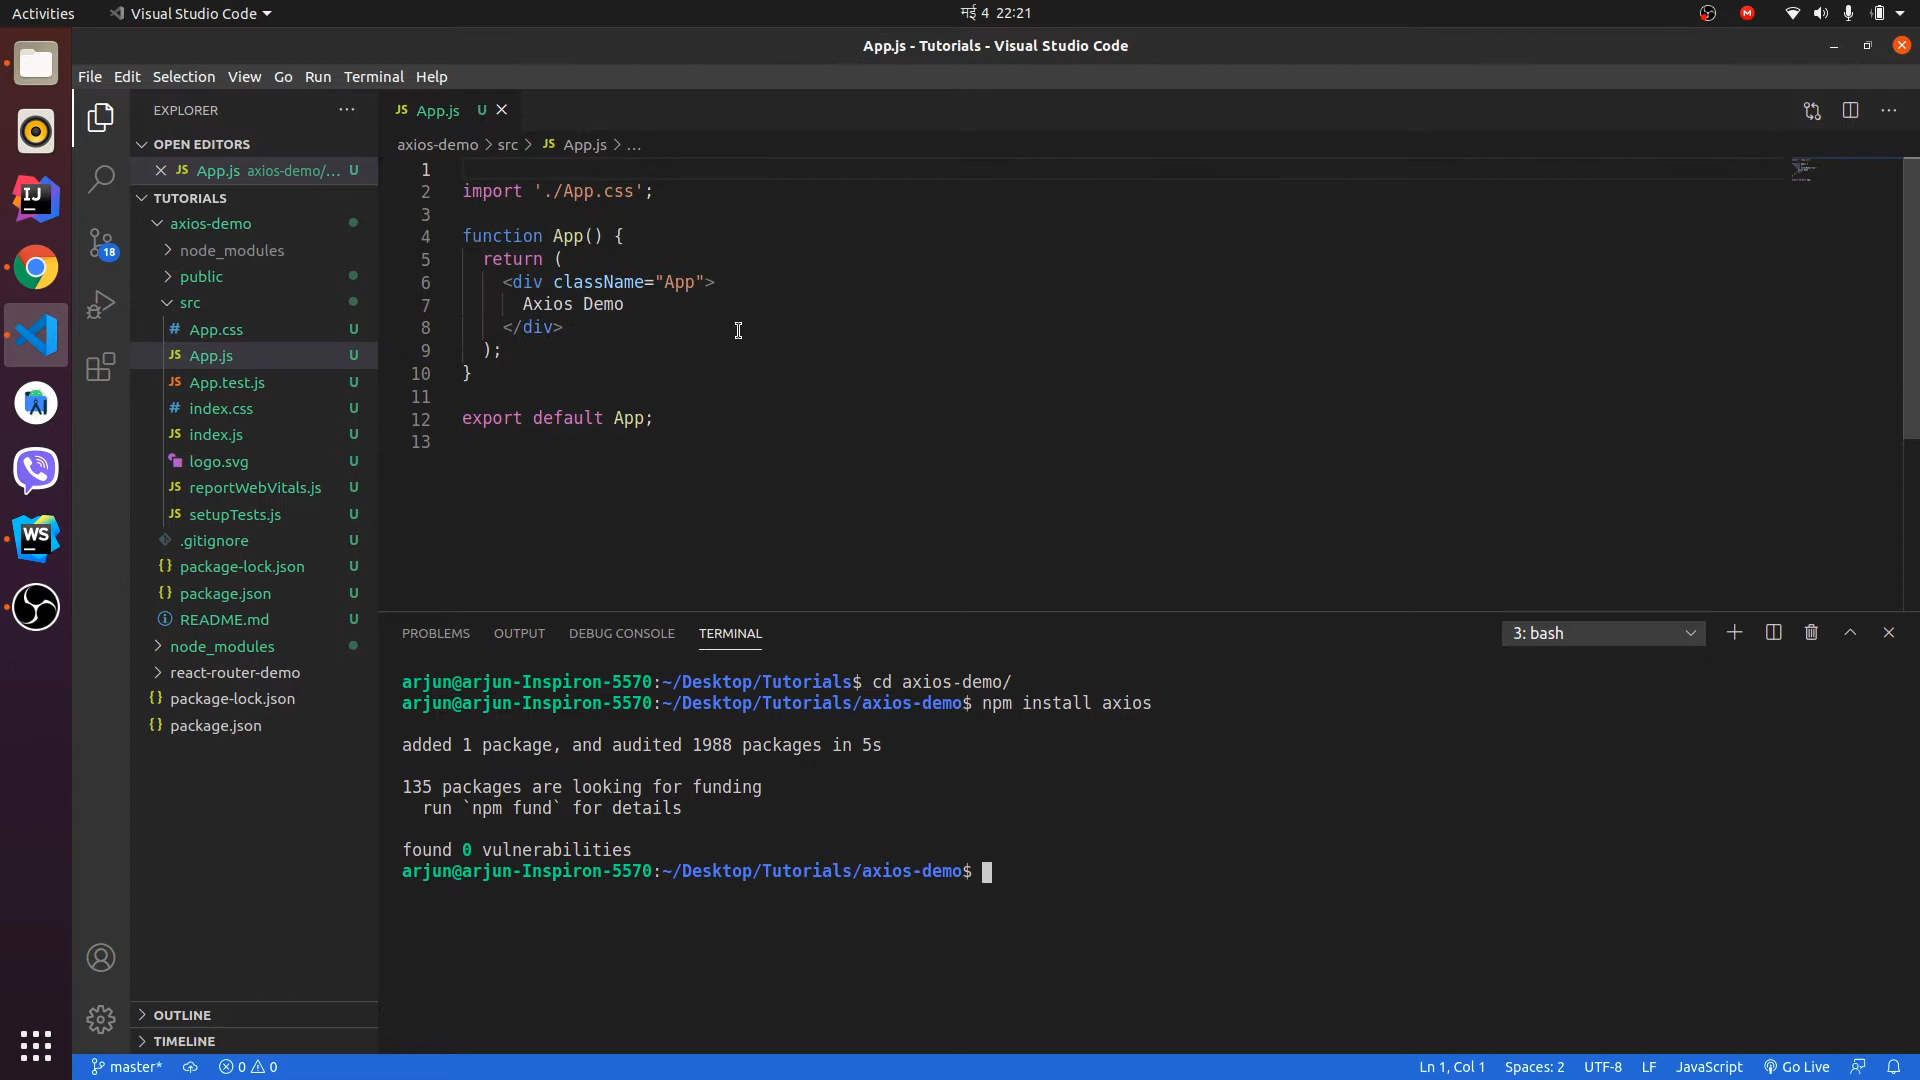 Activities
Visual Studio Code
मई 4 22:21
App.js - Tutorials - Visual Studio Code
File Edit Selection View Go Run Terminal Help
EXPLORER
OPEN EDITORS
App.js axios-demo/... U
TUTORIALS
axios-demo
node_modules
public
src
# App.css U
JS App.js U
JS App.test.js U
# index.css U
JS index.js U
logo.svg U
JS reportWebVitals.js U
JS setupTests.js U
.gitignore U
{} package-lock.json U
{} package.json U
README.md U
node_modules
react-router-demo
{} package-lock.json
{} package.json
OUTLINE
TIMELINE
18
IJ
WS
JS App.js U
axios-demo > src > JS App.js > ...
1
2 import './App.css';
3
4 function App() {
5 return (
6 <div className="App">
7 Axios Demo
8 </div>
9 );
10 }
11
12 export default App;
13
PROBLEMS OUTPUT DEBUG CONSOLE TERMINAL
3: bash
arjun@arjun-Inspiron-5570:~/Desktop/Tutorials$ cd axios-demo/
arjun@arjun-Inspiron-5570:~/Desktop/Tutorials/axios-demo$ npm install axios
added 1 package, and audited 1988 packages in 5s
135 packages are looking for funding
run `npm fund` for details
found 0 vulnerabilities
arjun@arjun-Inspiron-5570:~/Desktop/Tutorials/axios-demo$
master* 0 0
Ln 1, Col 1 Spaces: 2 UTF-8 LF JavaScript Go Live